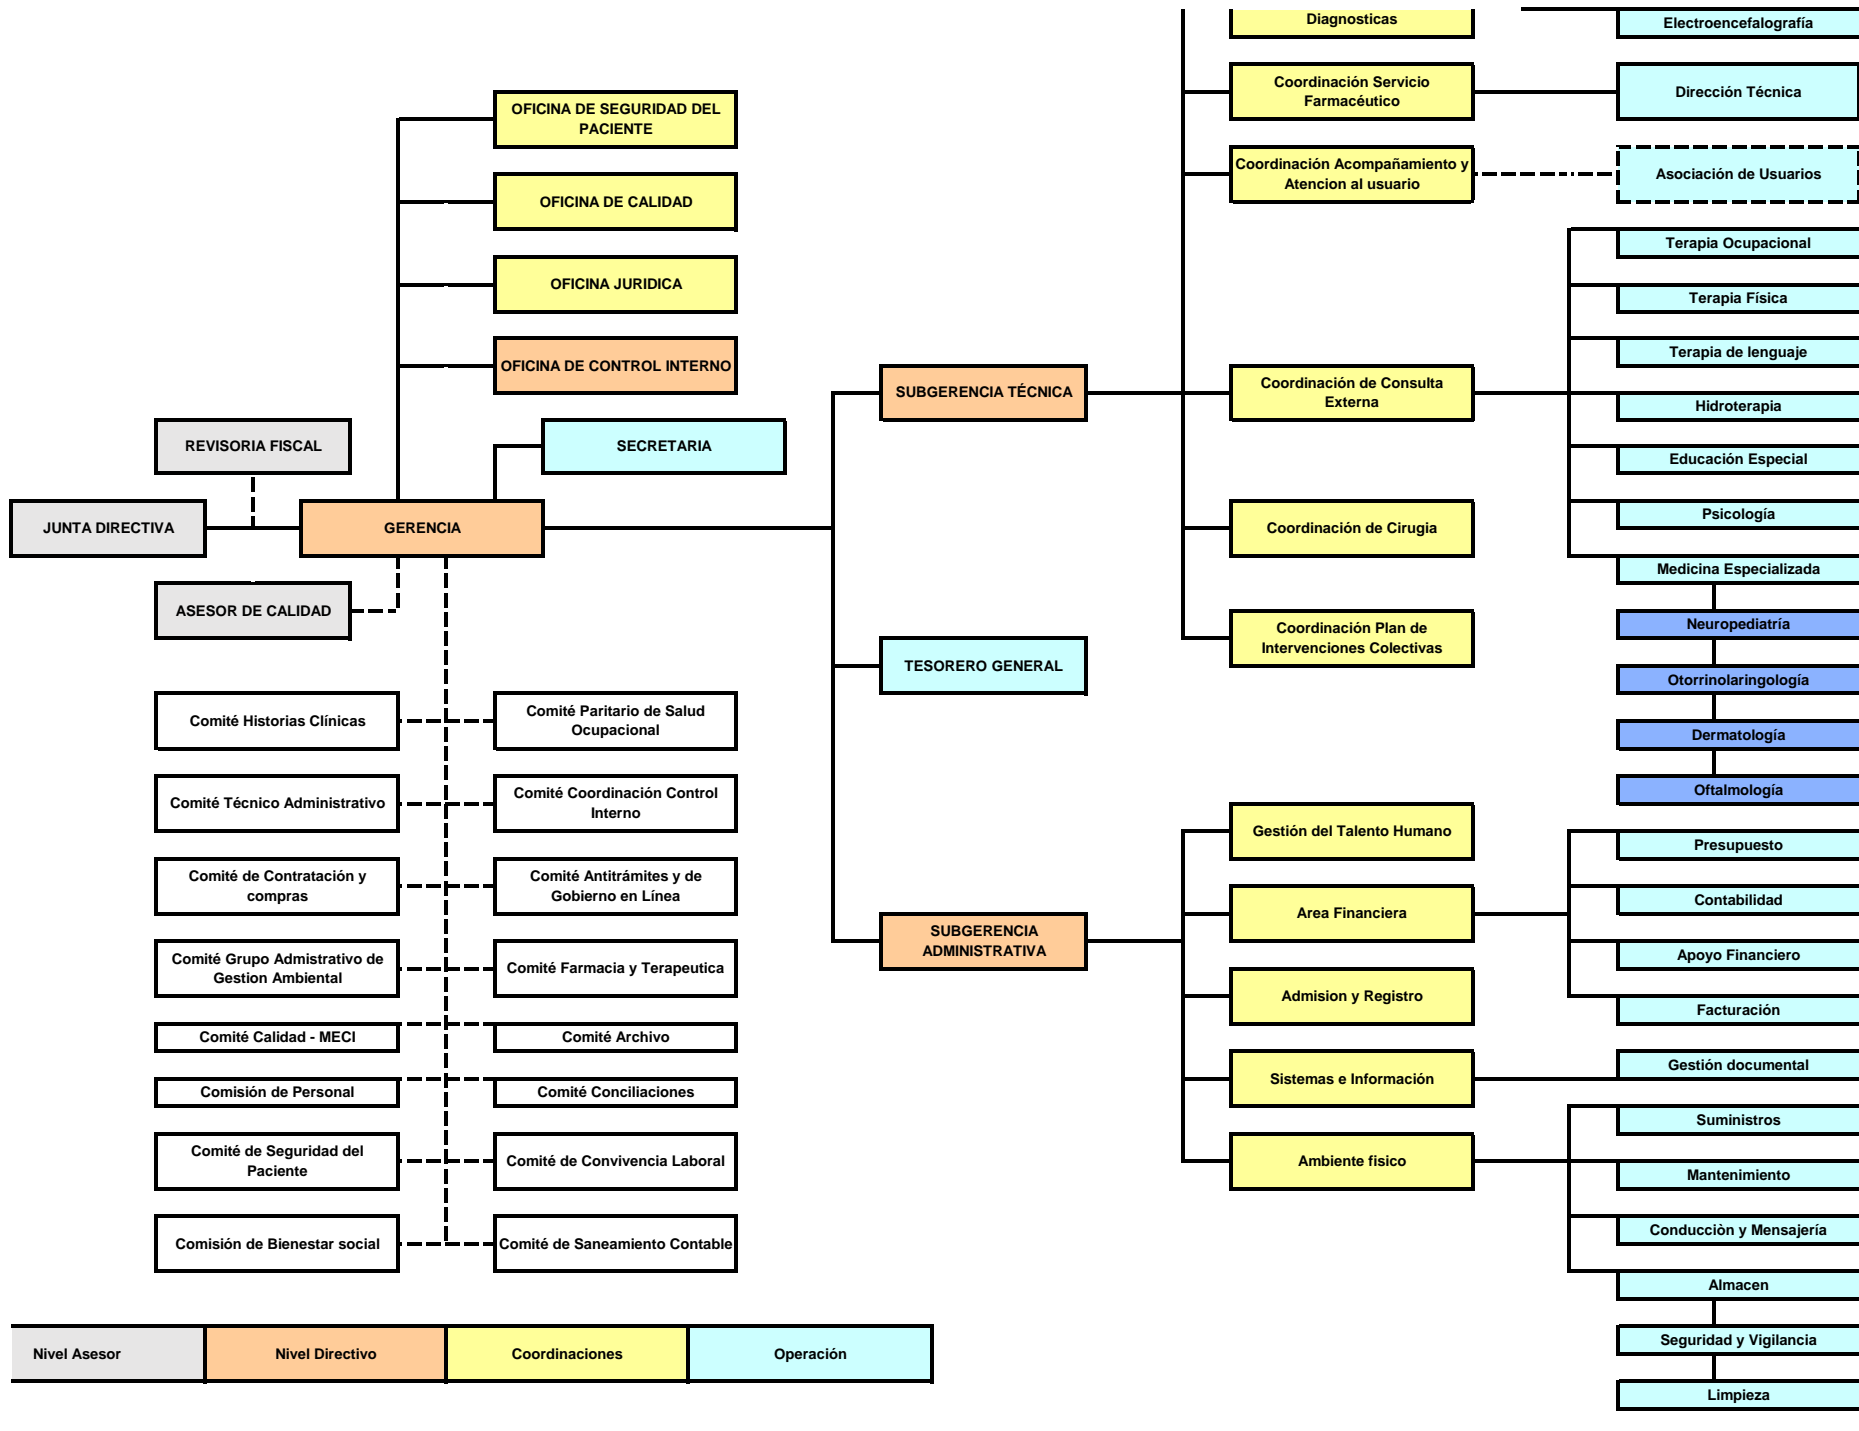 Diagnosticas
Electroencefalografía
Coordinación Servicio
Farmacéutico
Dirección Técnica
OFICINA DE SEGURIDAD DEL
PACIENTE
Coordinación Acompañamiento y
Atencion al usuario
Asociación de Usuarios
OFICINA DE CALIDAD
Terapia Ocupacional
OFICINA JURIDICA
Terapia Física
OFICINA DE CONTROL INTERNO
Terapia de lenguaje
SUBGERENCIA TÉCNICA
Coordinación de Consulta
Externa
Hidroterapia
REVISORIA FISCAL
SECRETARIA
Educación Especial
JUNTA DIRECTIVA
GERENCIA
Coordinación de Cirugia
Psicología
Medicina Especializada
ASESOR DE CALIDAD
Neuropediatría
Coordinación Plan de
Intervenciones Colectivas
TESORERO GENERAL
Otorrinolaringología
Comité Historias Clínicas
Comité Paritario de Salud
Ocupacional
Dermatología
Oftalmología
Comité Técnico Administrativo
Comité Coordinación Control
Interno
Gestión del Talento Humano
Presupuesto
Comité de Contratación y
compras
Comité Antitrámites y de
Gobierno en Línea
Contabilidad
Area Financiera
SUBGERENCIA
ADMINISTRATIVA
Apoyo Financiero
Comité Grupo Admistrativo de
Gestion Ambiental
Comité Farmacia y Terapeutica
Admision y Registro
Facturación
Comité Calidad - MECI
Comité Archivo
Gestión documental
Sistemas e Información
Comisión de Personal
Comité Conciliaciones
Suministros
Comité de Seguridad del
Paciente
Comité de Convivencia Laboral
Ambiente fisico
Mantenimiento
Conducciòn y Mensajería
Comisión de Bienestar social
Comité de Saneamiento Contable
Almacen
Seguridad y Vigilancia
Nivel Asesor
Nivel Directivo
Coordinaciones
Operación
Limpieza